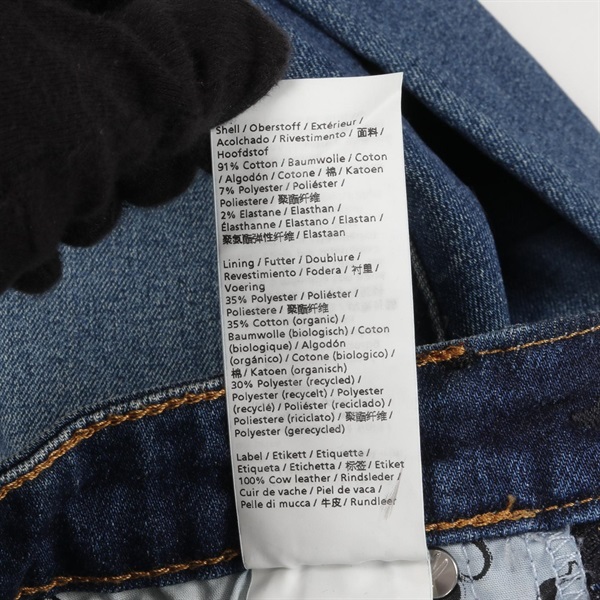 Shell / Oberstoff / Extérieur /
Acolchado / Rivestimento / 面料 /
Hoofdstof
91% Cotton / Baumwolle / Coton
/ Algodón / Cotone / 棉 / Katoen
7% Polyester / Poliéster /
Poliestere / 聚酯纤维
2% Elastane / Elasthan /
Élasthanne / Elastano / Elastan /
聚氨酯弹性纤维 / Elastaan
Lining / Futter / Doublure /
Revestimiento / Fodera / 衬里 /
Voering
35% Polyester / Poliéster /
Poliestere / 聚酯纤维
35% Cotton (organic) /
Baumwolle (biologisch) / Coton
(biologique) / Algodón
(orgánico) / Cotone (biologico) /
棉 / Katoen (organisch)
30% Polyester (recycled) /
Polyester (recycelt) / Polyester
(recyclé) / Poliéster (reciclado) /
Poliestere (riciclato) / 聚酯纤维 /
Polyester (gerecycled)
Label / Etikett / Etiquette /
Etiqueta / Etichetta / 标签 / Etiket
100% Cow leather / Rindsleder /
Cuir de vache / Piel de vaca /
Pelle di mucca / 牛皮 / Rundleer